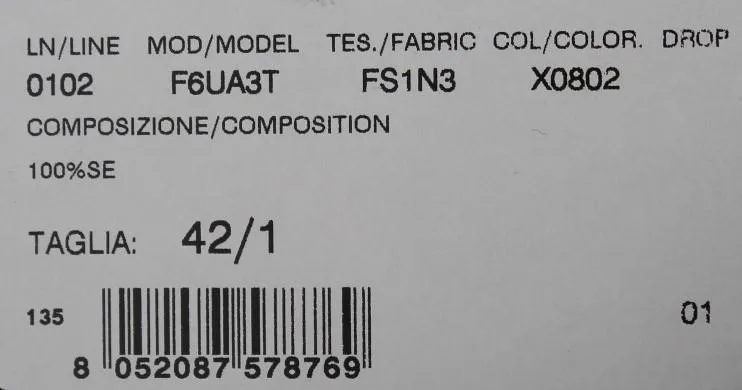 LN/LINE MOD/MODEL TES./FABRIC COL/COLOR. DROP
0102 F6UA3T FS1N3 X0802
COMPOSIZIONE/COMPOSITION
100%SE
TAGLIA: 42/1
135 01
8 052087 578769